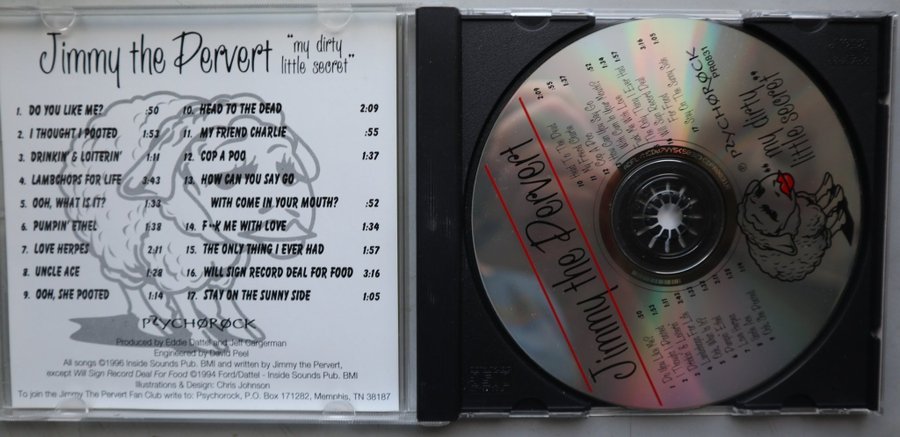 Jimmy the Pervert "my dirty
little secret"
1. DO YOU LIKE ME? :50
2. I THOUGHT I POOTED 1:53
3. DRINKIN' & LOITERIN' 1:11
4. LAMBCHOPS FOR LIFE 3:43
5. OOH, WHAT IS IT? 1:33
6. PUMPIN' ETHEL 1:38
7. LOVE HERPES 2:11
8. UNCLE ACE 1:28
9. OOH, SHE POOTED 1:14
10. HEAD TO THE DEAD 2:09
11. MY FRIEND CHARLIE :55
12. COP A POO 1:37
13. HOW CAN YOU SAY GO
WITH COME IN YOUR MOUTH? :52
14. F**K ME WITH LOVE 1:34
15. THE ONLY THING I EVER HAD 1:57
16. WILL SIGN RECORD DEAL FOR FOOD 3:16
17. STAY ON THE SUNNY SIDE 1:05
PSYCHORØCK
Produced by Eddie Dattel and Jeff Cargerman
Engineered by David Peel
All songs ©1996 Inside Sounds Pub. BMI and written by Jimmy the Pervert,
except Will Sign Record Deal For Food ©1994 Ford/Dattel - Inside Sounds Pub. BMI
Illustrations & Design: Chris Johnson
To join the Jimmy The Pervert Fan Club write to: Psychorock, P.O. Box 171282, Memphis, TN 38187
Jimmy the Pervert
"my dirty
little secret"
PSYCHØRØCK
PRD8831